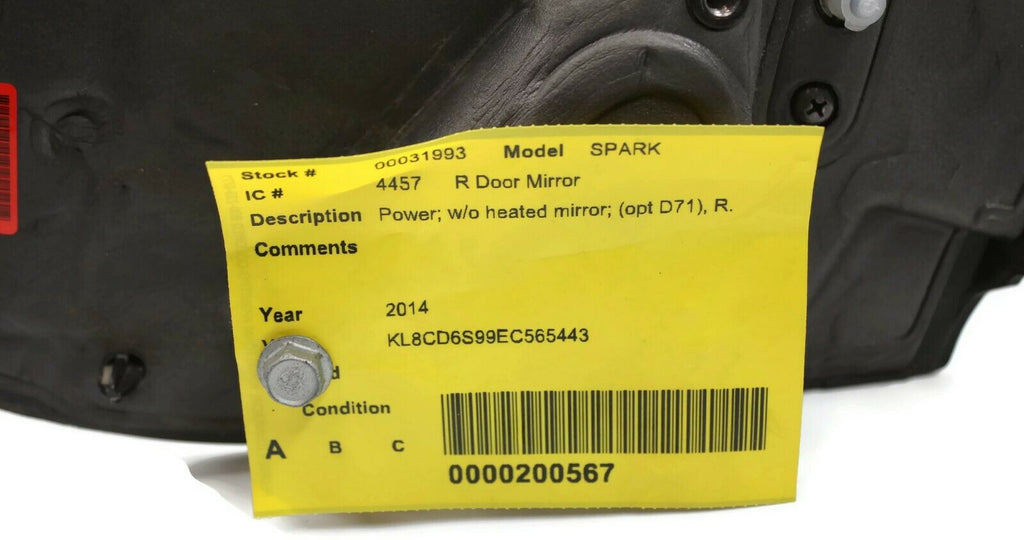 Stock # 00031993 Model SPARK
IC # 4457 R Door Mirror
Description Power; w/o heated mirror; (opt D71), R.
Comments
Year 2014
KL8CD6S99EC565443
Condition
A B C
0000200567